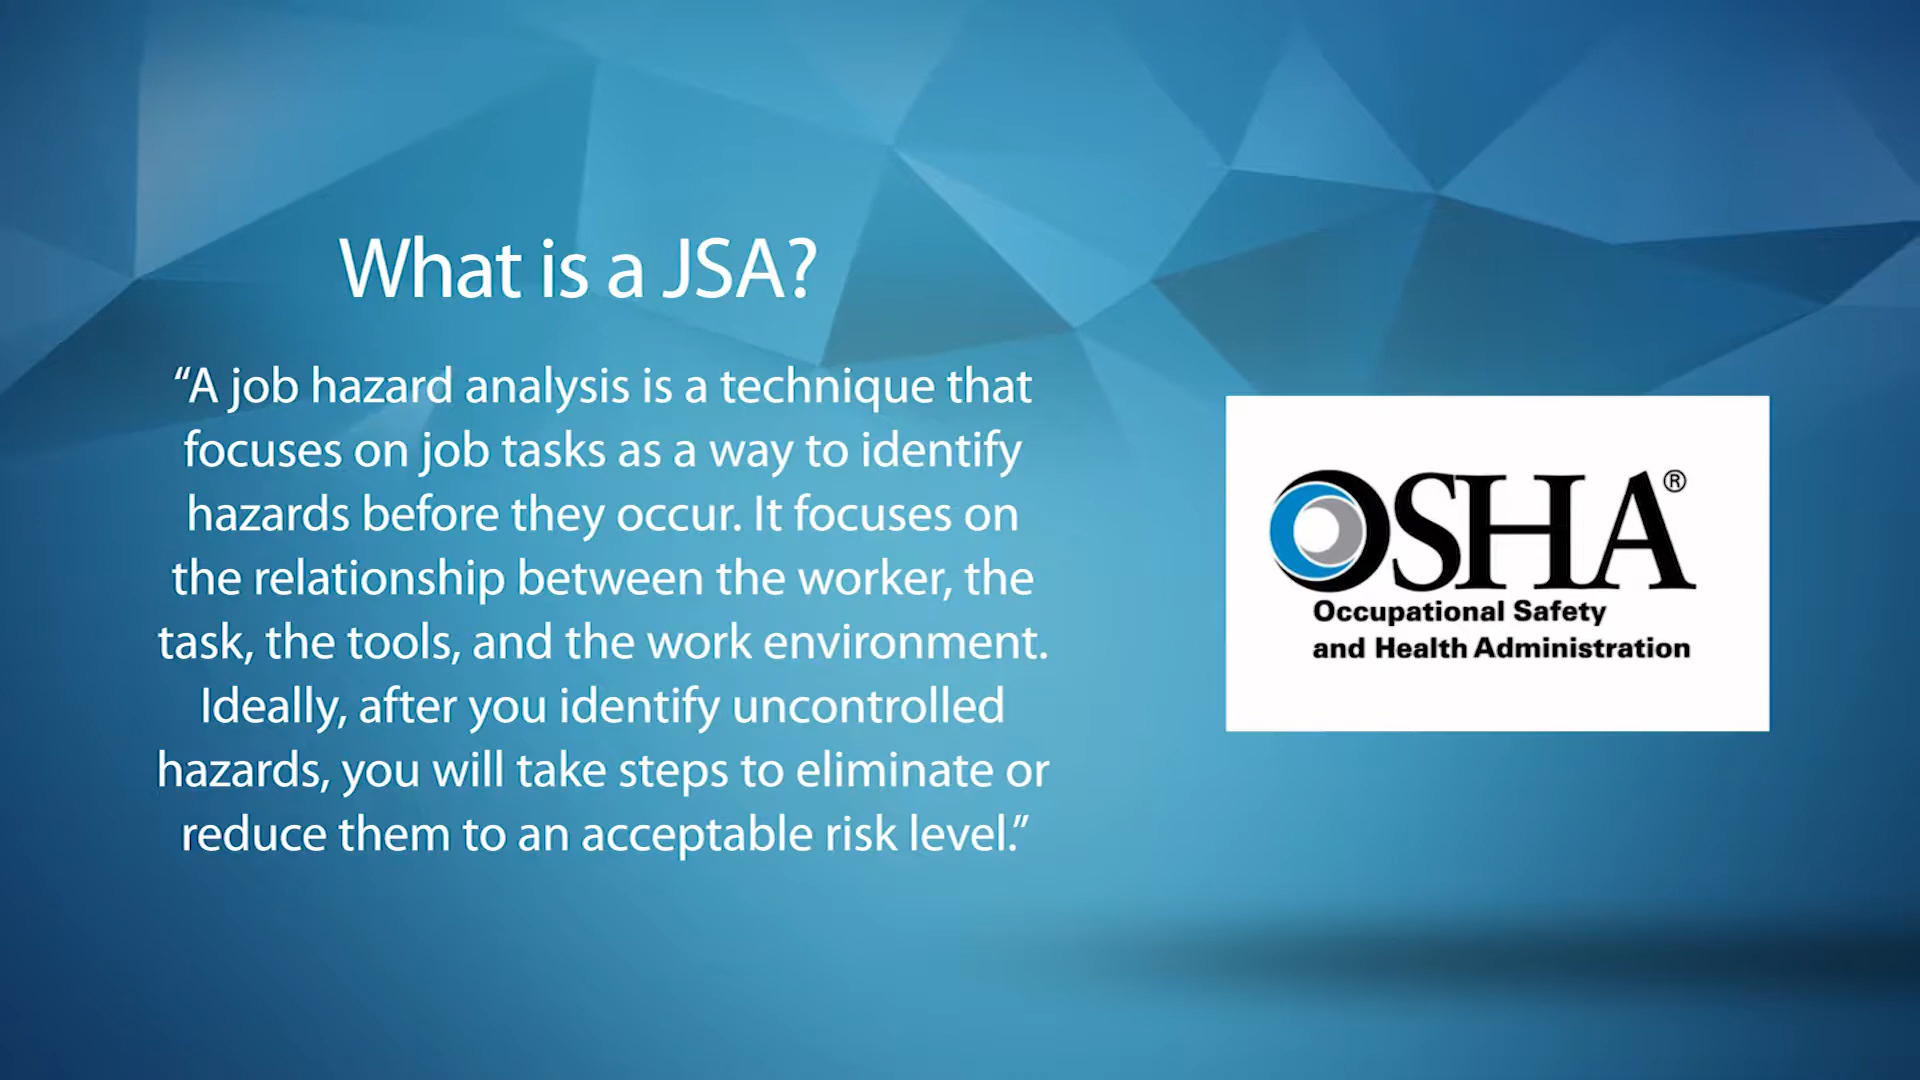 What is a JSA?
“A job hazard analysis is a technique that
focuses on job tasks as a way to identify
hazards before they occur. It focuses on
the relationship between the worker, the
task, the tools, and the work environment.
Ideally, after you identify uncontrolled
hazards, you will take steps to eliminate or
reduce them to an acceptable risk level.”
OSHA®
Occupational Safety
and Health Administration